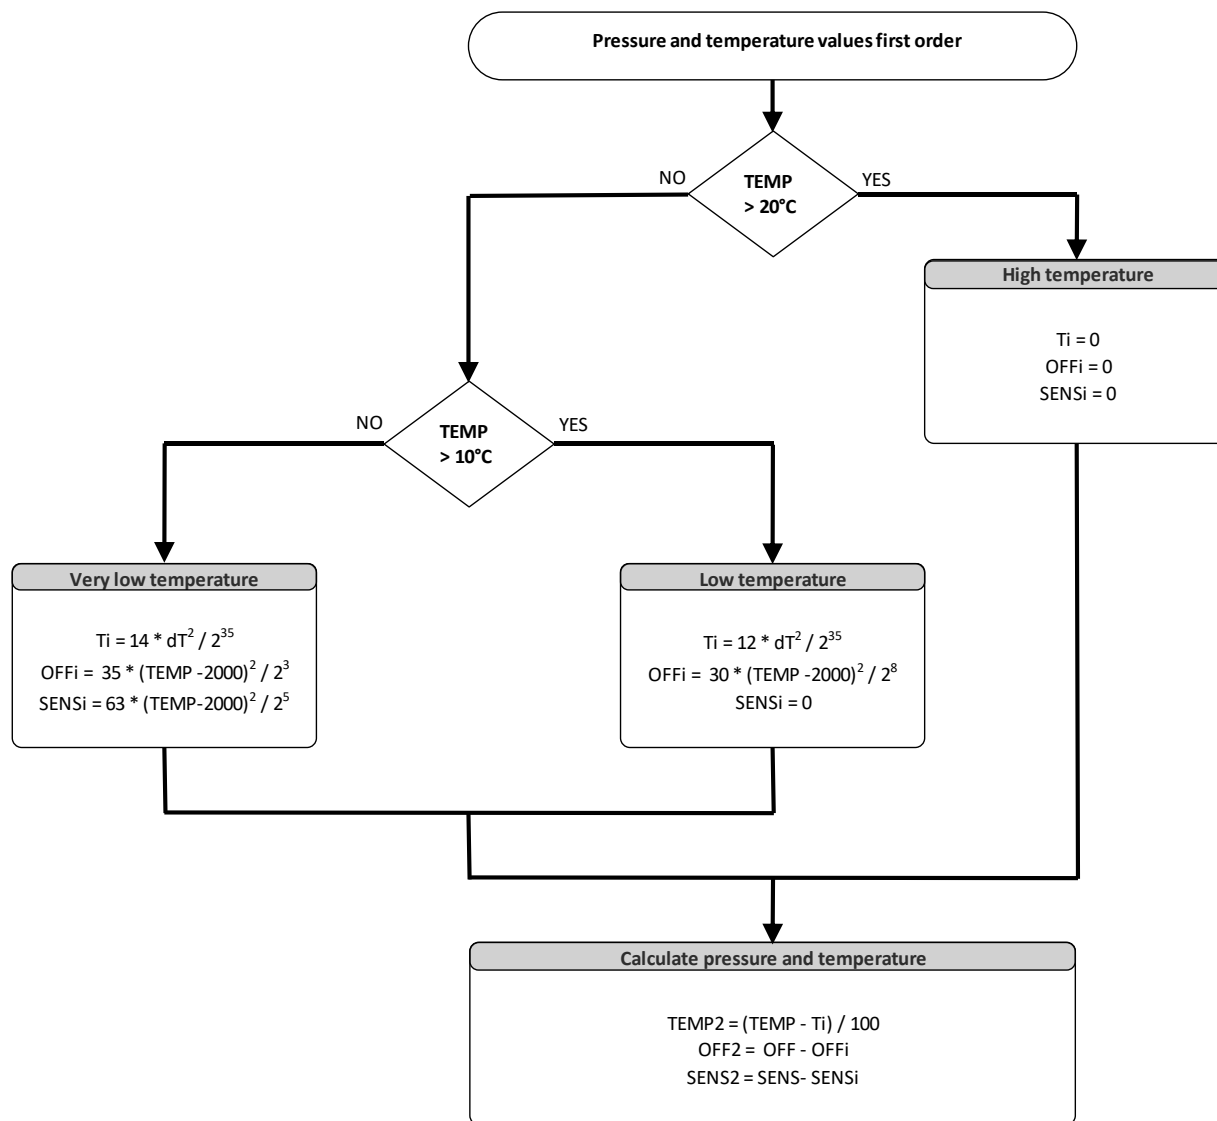 Pressure and temperature values first order
NO
TEMP
> 20°C
YES
High temperature
Ti = 0
OFFi = 0
SENSi = 0
NO
TEMP
> 10°C
YES
Very low temperature
Ti = 14 * dT² / 2³⁵
OFFi = 35 * (TEMP -2000)² / 2³
SENSi = 63 * (TEMP-2000)² / 2⁵
Low temperature
Ti = 12 * dT² / 2³⁵
OFFi = 30 * (TEMP -2000)² / 2⁸
SENSi = 0
Calculate pressure and temperature
TEMP2 = (TEMP - Ti) / 100
OFF2 = OFF - OFFi
SENS2 = SENS- SENSi